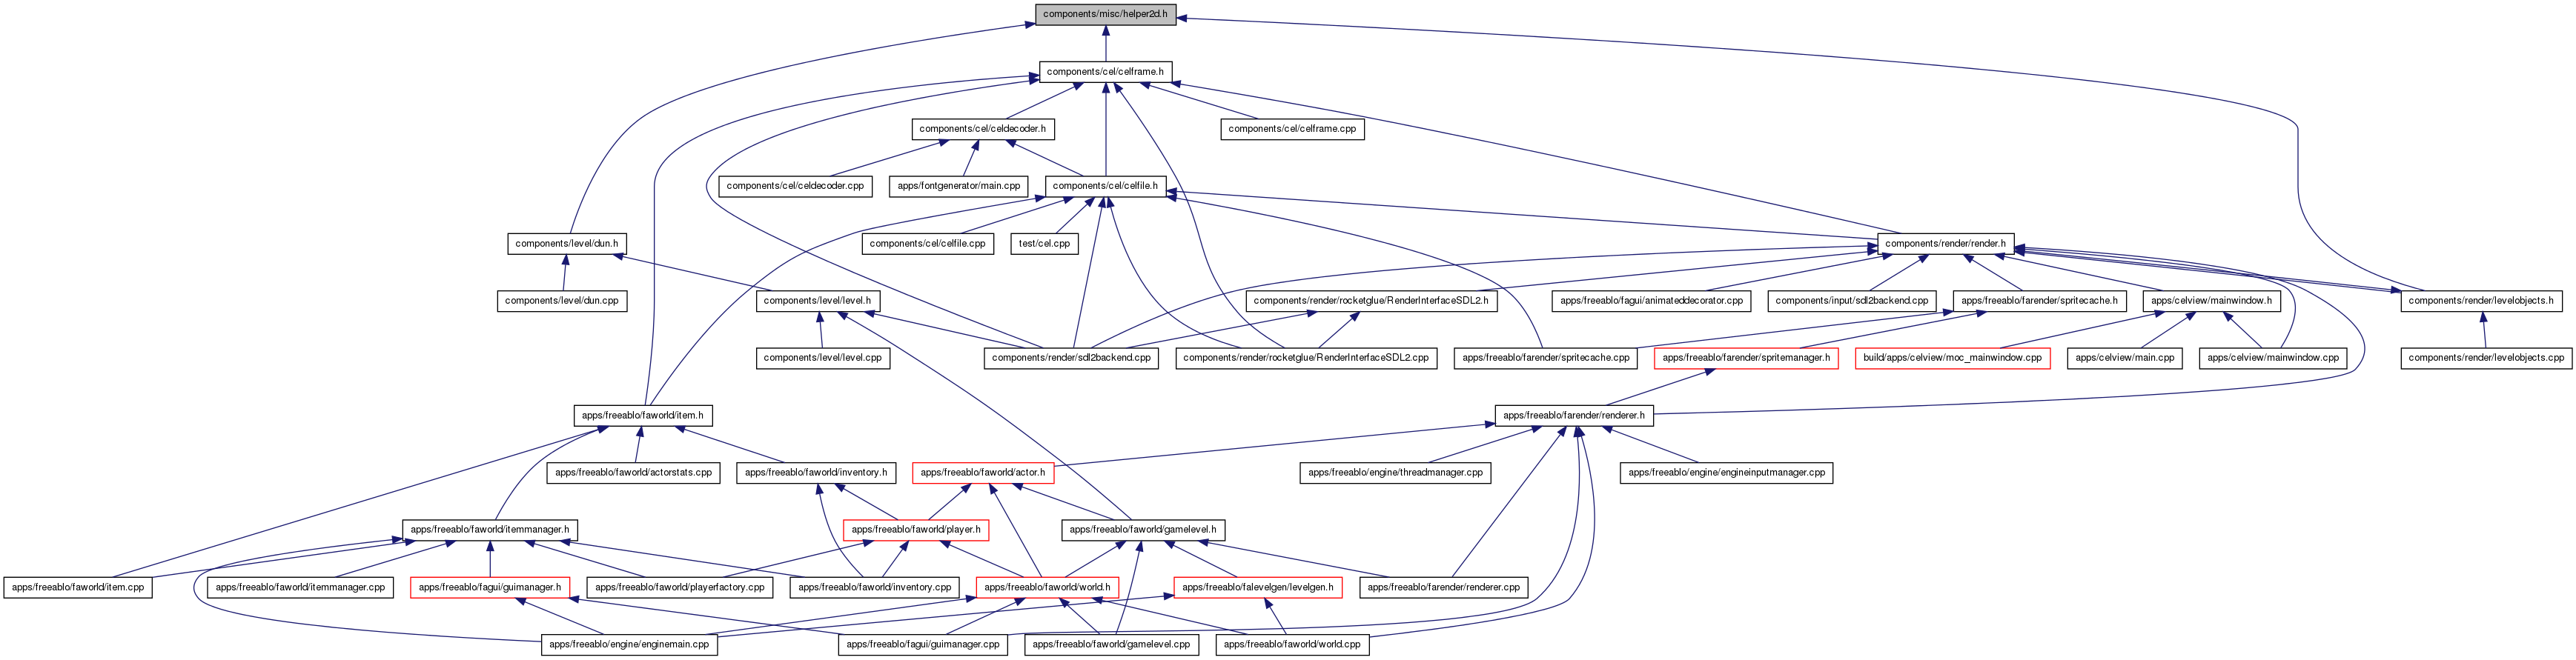 components/misc/helper2d.h
components/cel/celframe.h
components/cel/celdecoder.h
components/cel/celframe.cpp
components/cel/celdecoder.cpp
apps/fontgenerator/main.cpp
components/cel/celfile.h
components/level/dun.h
components/cel/celfile.cpp
test/cel.cpp
components/render/render.h
components/level/dun.cpp
components/level/level.h
components/render/rocketglue/RenderInterfaceSDL2.h
apps/freeablo/fagui/animateddecorator.cpp
components/input/sdl2backend.cpp
apps/freeablo/farender/spritecache.h
apps/celview/mainwindow.h
components/render/levelobjects.h
components/level/level.cpp
components/render/sdl2backend.cpp
components/render/rocketglue/RenderInterfaceSDL2.cpp
apps/freeablo/farender/spritecache.cpp
apps/freeablo/farender/spritemanager.h
build/apps/celview/moc_mainwindow.cpp
apps/celview/main.cpp
apps/celview/mainwindow.cpp
components/render/levelobjects.cpp
apps/freeablo/faworld/item.h
apps/freeablo/farender/renderer.h
apps/freeablo/faworld/actorstats.cpp
apps/freeablo/faworld/inventory.h
apps/freeablo/faworld/actor.h
apps/freeablo/engine/threadmanager.cpp
apps/freeablo/engine/engineinputmanager.cpp
apps/freeablo/faworld/itemmanager.h
apps/freeablo/faworld/player.h
apps/freeablo/faworld/gamelevel.h
apps/freeablo/faworld/item.cpp
apps/freeablo/faworld/itemmanager.cpp
apps/freeablo/fagui/guimanager.h
apps/freeablo/faworld/playerfactory.cpp
apps/freeablo/faworld/inventory.cpp
apps/freeablo/faworld/world.h
apps/freeablo/falevelgen/levelgen.h
apps/freeablo/farender/renderer.cpp
apps/freeablo/engine/enginemain.cpp
apps/freeablo/fagui/guimanager.cpp
apps/freeablo/faworld/gamelevel.cpp
apps/freeablo/faworld/world.cpp